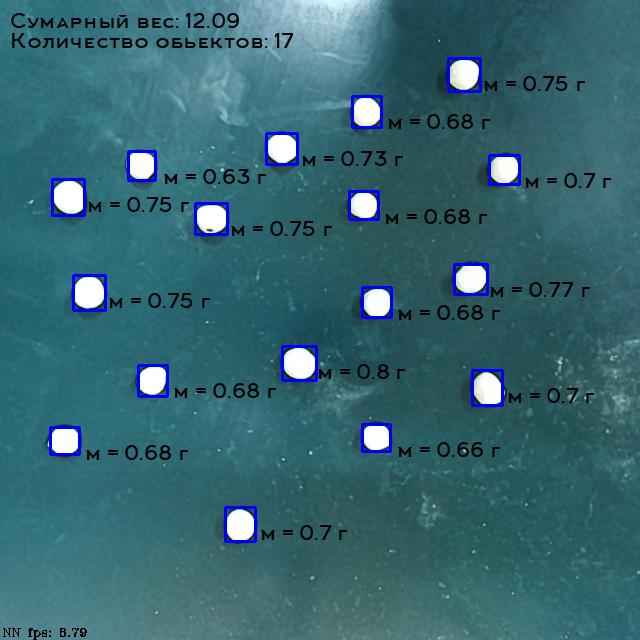 Сумарный вес: 12.09
Количество обьектов: 17
м = 0.75 г
м = 0.68 г
м = 0.73 г
м = 0.63 г
м = 0.7 г
м = 0.75 г
м = 0.68 г
м = 0.75 г
м = 0.77 г
м = 0.75 г
м = 0.68 г
м = 0.8 г
м = 0.68 г
м = 0.7 г
м = 0.68 г
м = 0.66 г
м = 0.7 г
NN fps: 8.79